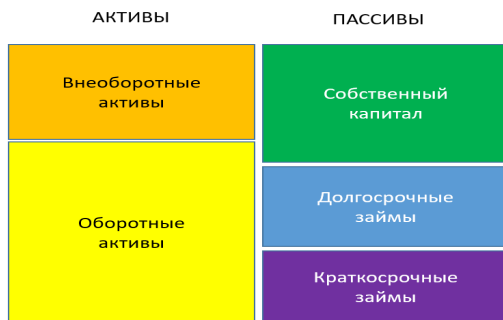 АКТИВЫ
ПАССИВЫ
Внеоборотные
активы
Собственный
капитал
Оборотные
активы
Долгосрочные
займы
Краткосрочные
займы